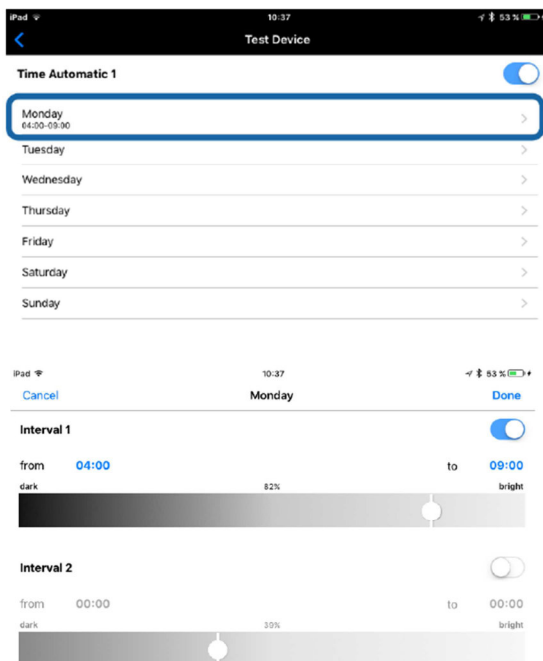 iPad 10:37 53 %
Test Device
Time Automatic 1
Monday
04:00-09:00
Tuesday
Wednesday
Thursday
Friday
Saturday
Sunday
iPad 10:37 53 %
Cancel Monday Done
Interval 1
from 04:00 to 09:00
dark 82% bright
Interval 2
from 00:00 to 00:00
dark 30% bright